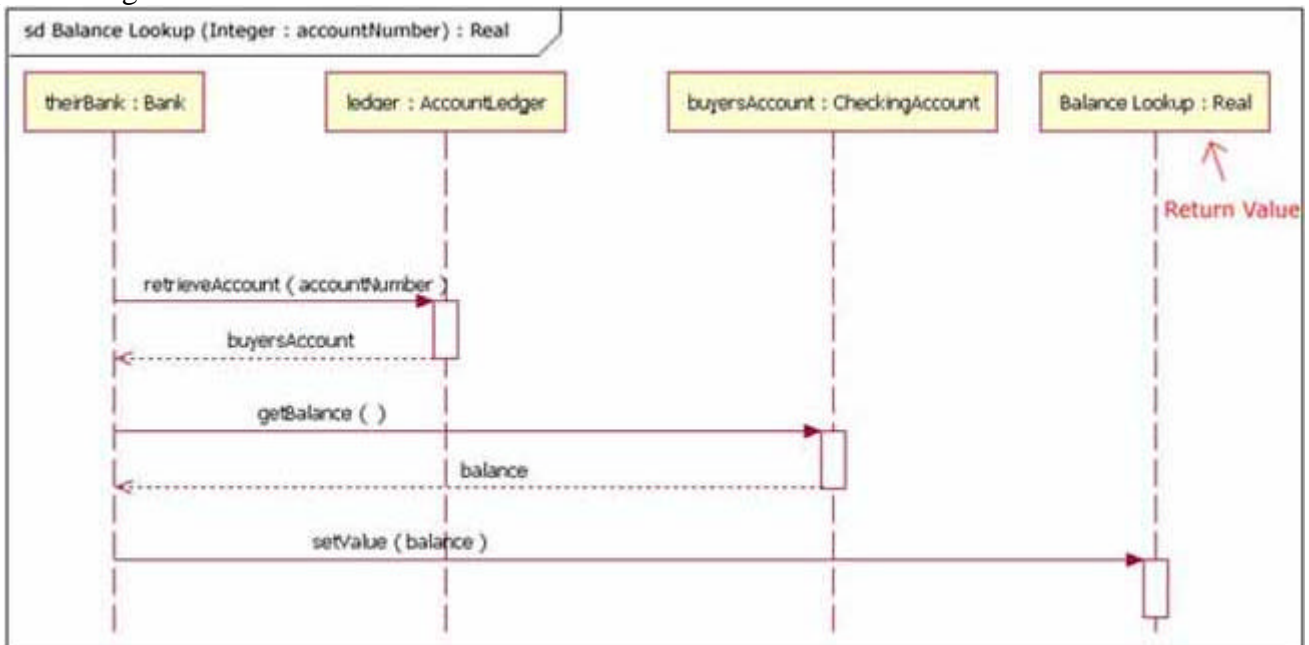 sd Balance Lookup (Integer : accountNumber) : Real
theirBank : Bank
ledger : AccountLedger
buyersAccount : CheckingAccount
Balance Lookup : Real
Return Value
retrieveAccount ( accountNumber )
buyersAccount
getBalance ( )
balance
setValue ( balance )